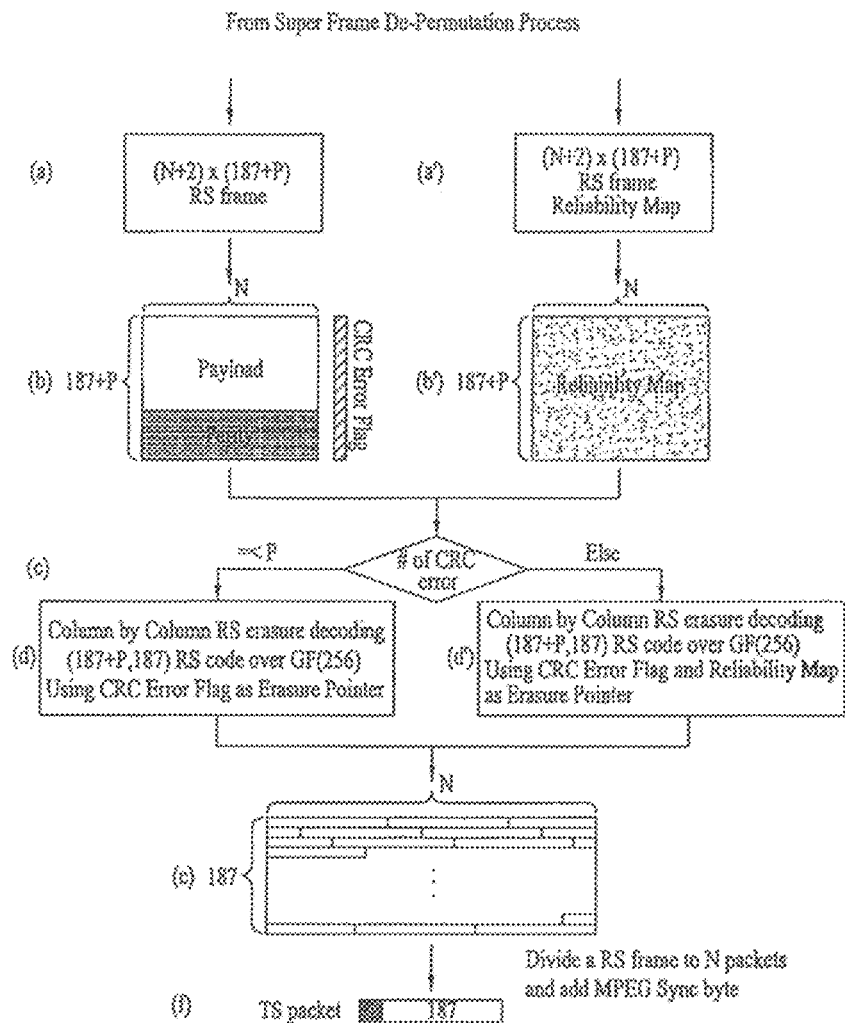 From Super Frame De-Permutation Process
(a)
(N+2) x (187+P)
RS frame
(a')
(N+2) x (187+P)
RS frame
Reliability Map
N
N
(b)
187+P
Payload
Parity
CRC Error Flag
(b')
187+P
Reliability Map
(c)
=< P
# of CRC
error
Else
(d)
Column by Column RS erasure decoding
(187+P,187) RS code over GF(256)
Using CRC Error Flag as Erasure Pointer
(d')
Column by Column RS erasure decoding
(187+P,187) RS code over GF(256)
Using CRC Error Flag and Reliability Map
as Erasure Pointer
N
(e)
187
Divide a RS frame to N packets
and add MPEG Sync byte
(f)
TS packet
187